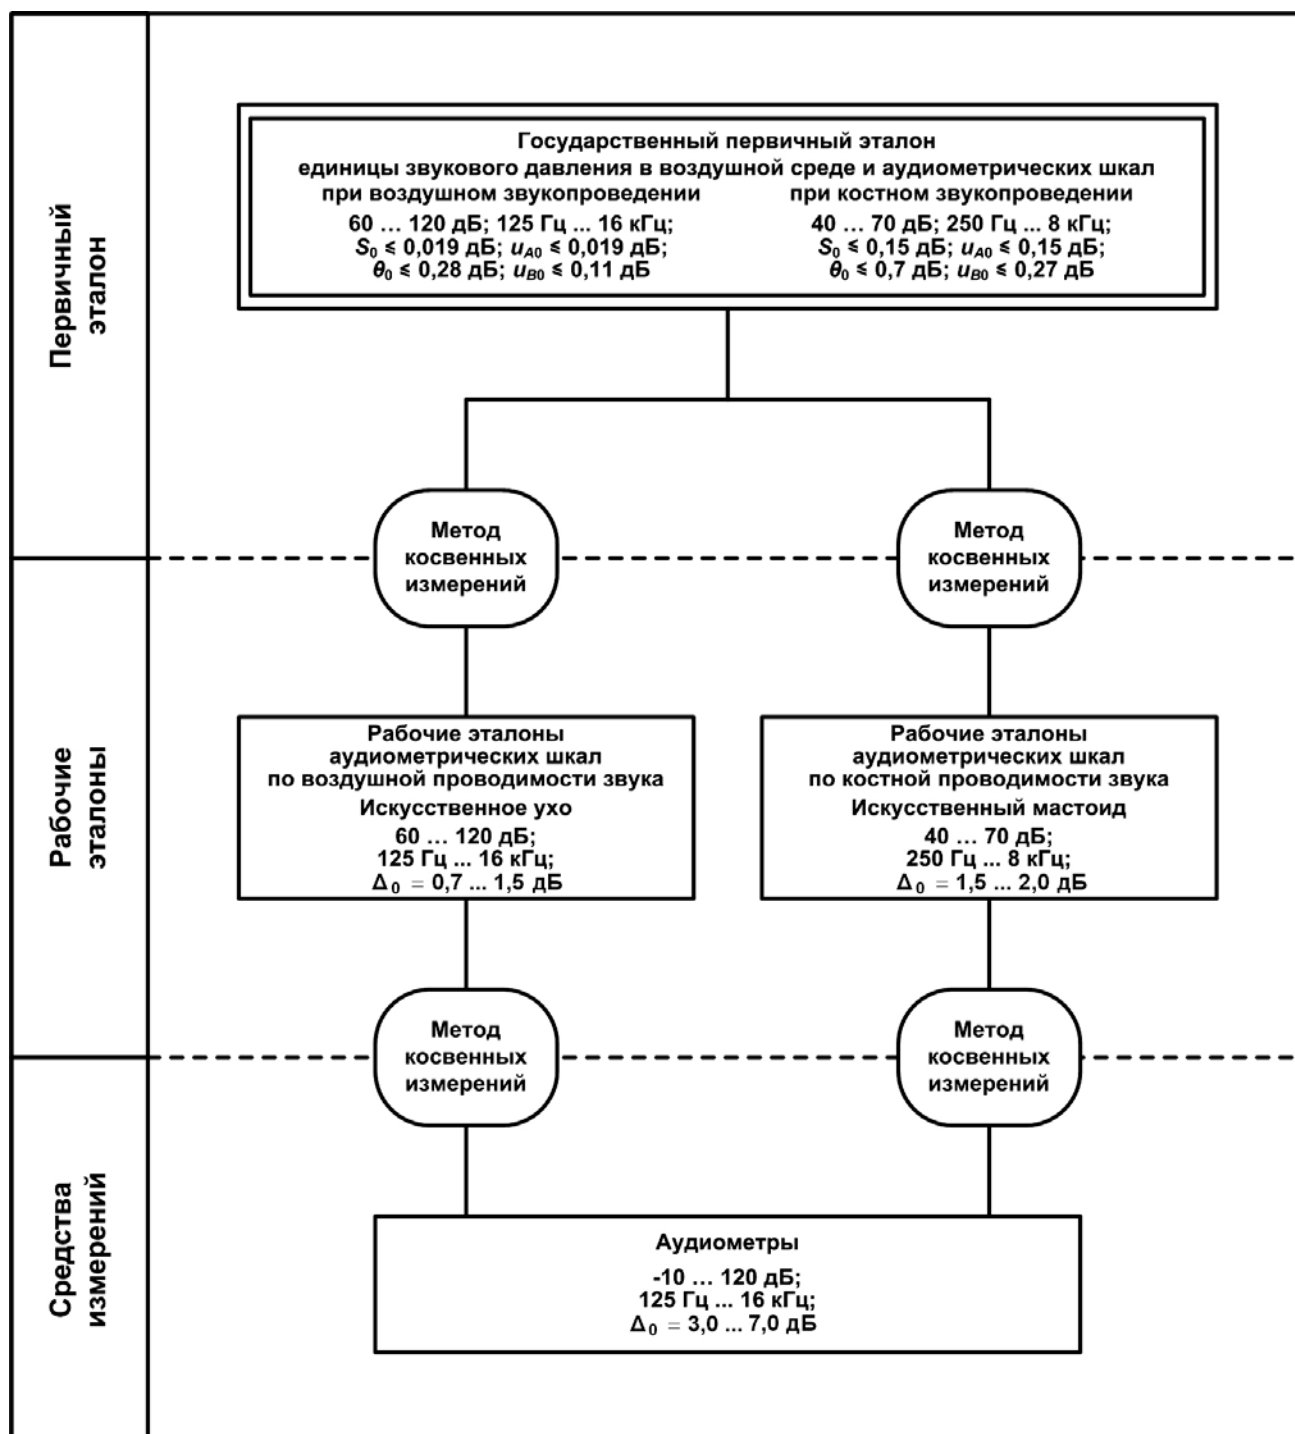 Первичный
эталон
Государственный первичный эталон
единицы звукового давления в воздушной среде и аудиометрических шкал
при воздушном звукопроведении
60 … 120 дБ; 125 Гц ... 16 кГц;
S₀ ≤ 0,019 дБ; u_A0 ≤ 0,019 дБ;
θ₀ ≤ 0,28 дБ; u_B0 ≤ 0,11 дБ
при костном звукопроведении
40 … 70 дБ; 250 Гц ... 8 кГц;
S₀ ≤ 0,15 дБ; u_A0 ≤ 0,15 дБ;
θ₀ ≤ 0,7 дБ; u_B0 ≤ 0,27 дБ
Метод
косвенных
измерений
Метод
косвенных
измерений
Рабочие
эталоны
Рабочие эталоны
аудиометрических шкал
по воздушной проводимости звука
Искусственное ухо
60 … 120 дБ;
125 Гц ... 16 кГц;
Δ₀ = 0,7 ... 1,5 дБ
Рабочие эталоны
аудиометрических шкал
по костной проводимости звука
Искусственный мастоид
40 … 70 дБ;
250 Гц ... 8 кГц;
Δ₀ = 1,5 ... 2,0 дБ
Метод
косвенных
измерений
Метод
косвенных
измерений
Средства
измерений
Аудиометры
-10 … 120 дБ;
125 Гц ... 16 кГц;
Δ₀ = 3,0 ... 7,0 дБ